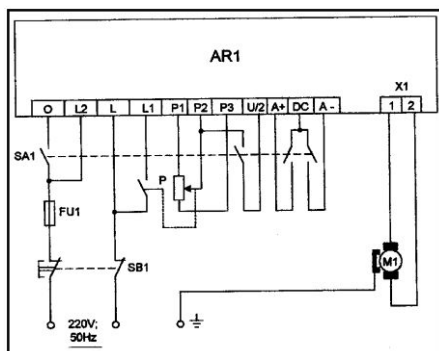 AR1
X1
O L2 L L1 P1 P2 P3 U/2 A+ DC A- 1 2
SA1
P
FU1
M1
SB1
220V;
50Hz